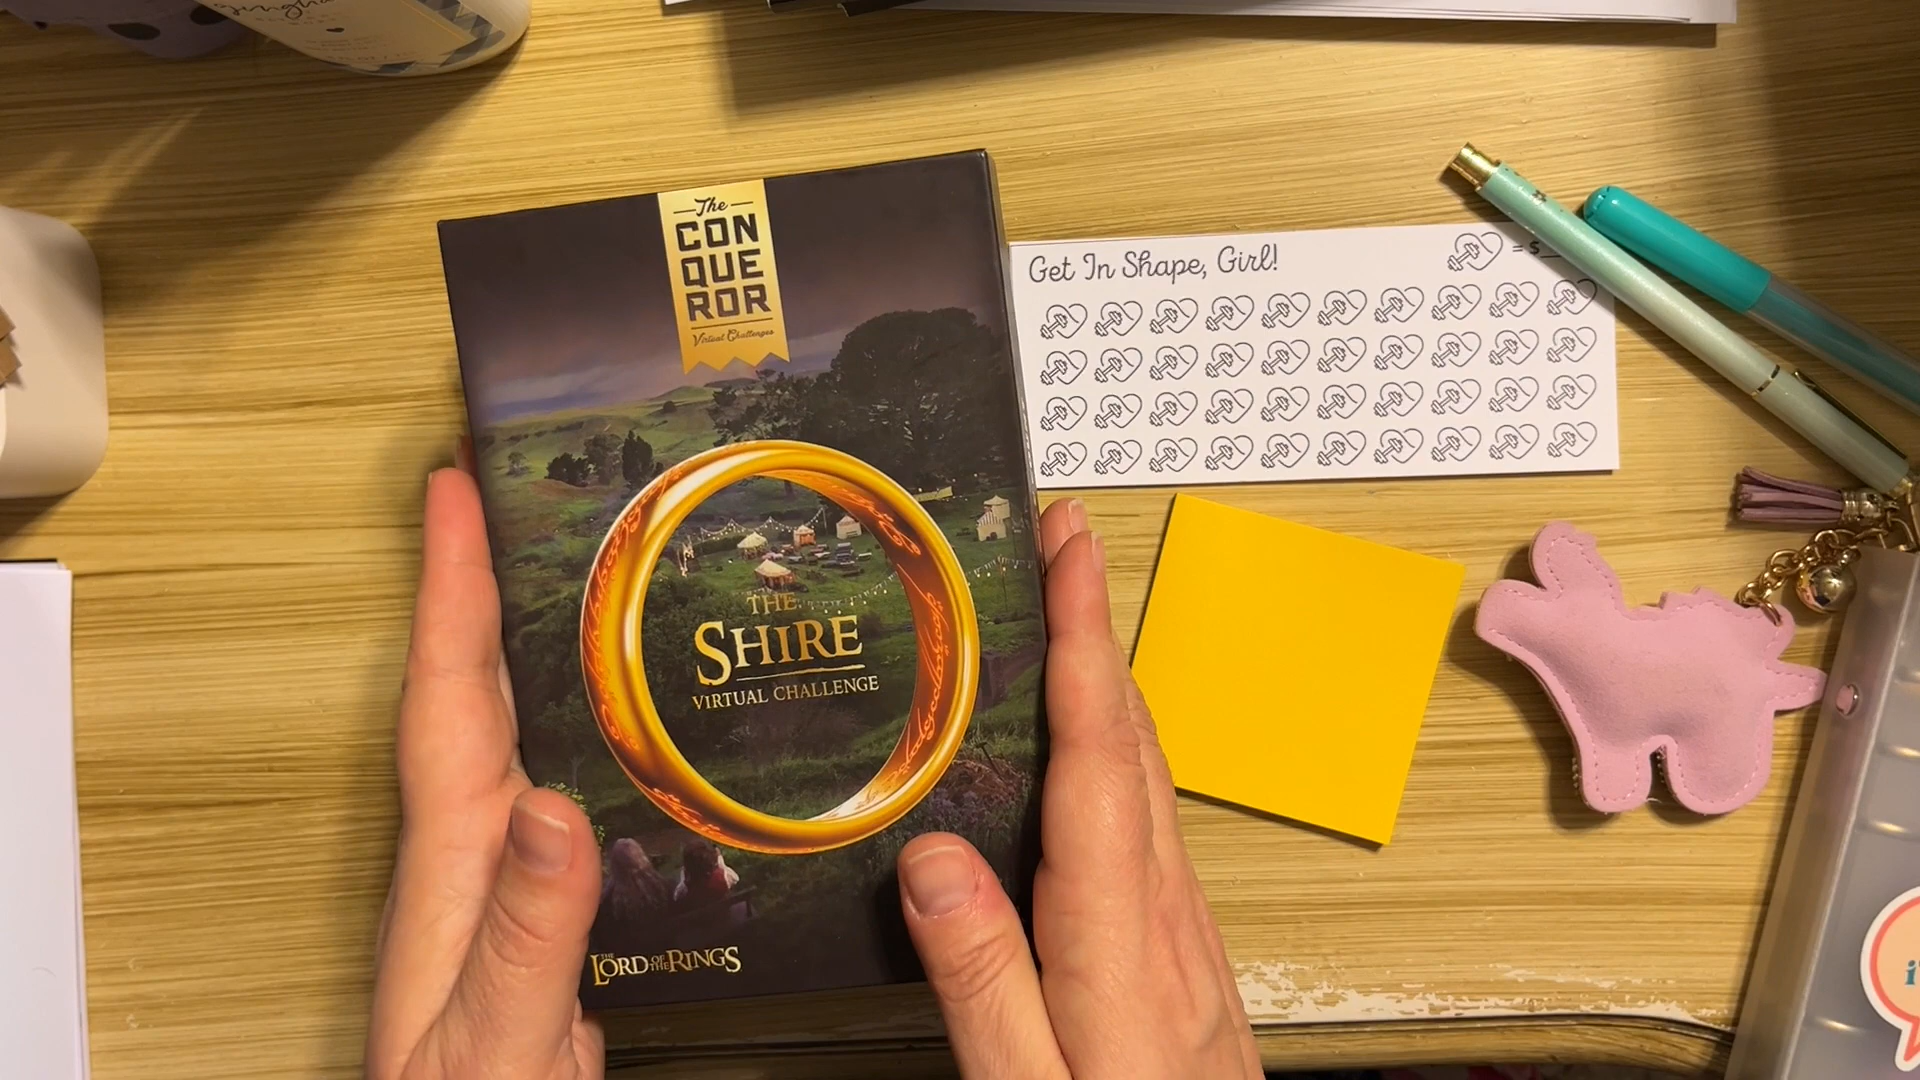 The
CON
QUE
ROR
Virtual Challenges
THE
SHIRE
VIRTUAL CHALLENGE
THE LORD OF THE RINGS
Get In Shape, Girl!
= $